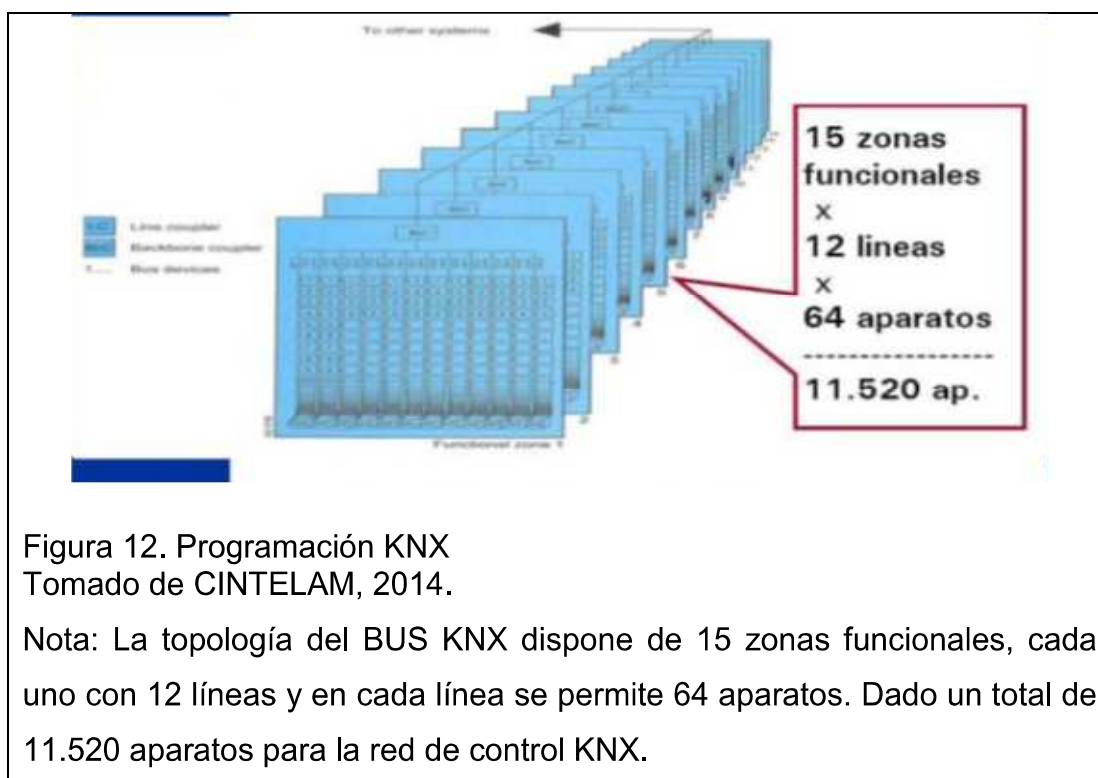 To other systems
15 zonas
funcionales
x
12 lineas
x
64 aparatos
-----------------
11.520 ap.
Line coupler
Backbone coupler
1.... Bus devices
Functional zone 1
Figura 12. Programación KNX
Tomado de CINTELAM, 2014.
Nota: La topología del BUS KNX dispone de 15 zonas funcionales, cada
uno con 12 líneas y en cada línea se permite 64 aparatos. Dado un total de
11.520 aparatos para la red de control KNX.